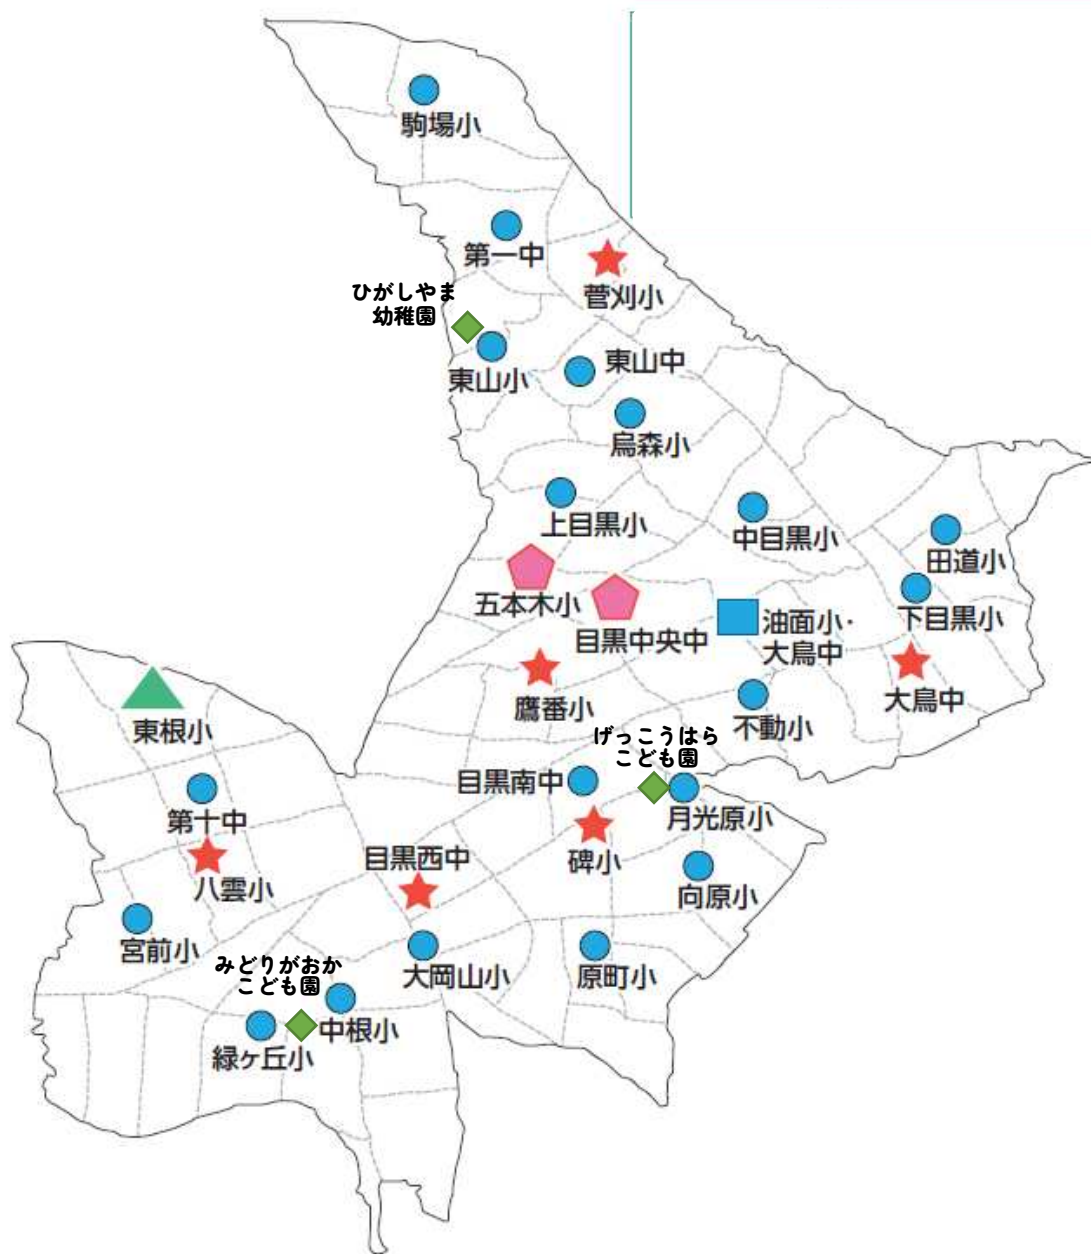 駒場小
第一中
菅刈小
ひがしやま
幼稚園
東山小
東山中
烏森小
上目黒小
中目黒小
田道小
五本木小
目黒中央中
油面小・
大鳥中
下目黒小
大鳥中
鷹番小
不動小
東根小
げっこうはら
こども園
目黒南中
月光原小
第十中
八雲小
目黒西中
碑小
向原小
宮前小
みどりがおか
こども園
大岡山小
原町小
中根小
緑ヶ丘小